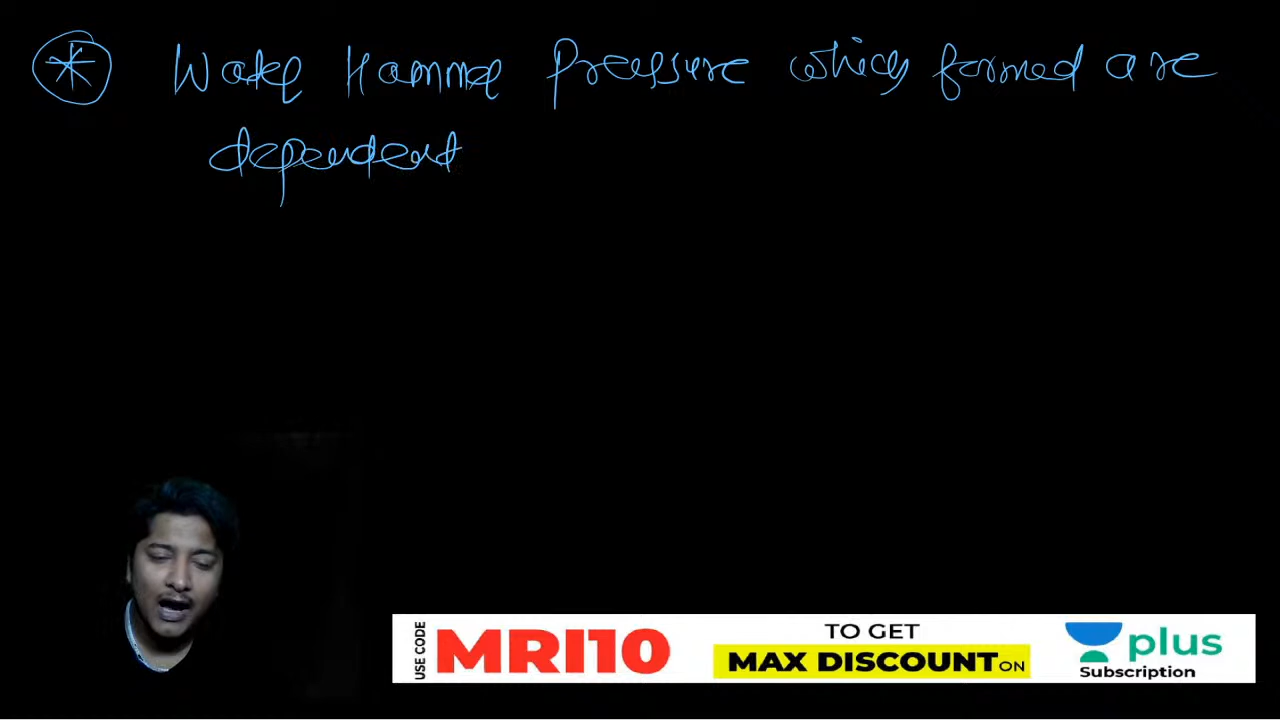 * Water Hammer Pressure which formed are
dependent
USE CODE
MRI10
TO GET
MAX DISCOUNT ON
plus
Subscription